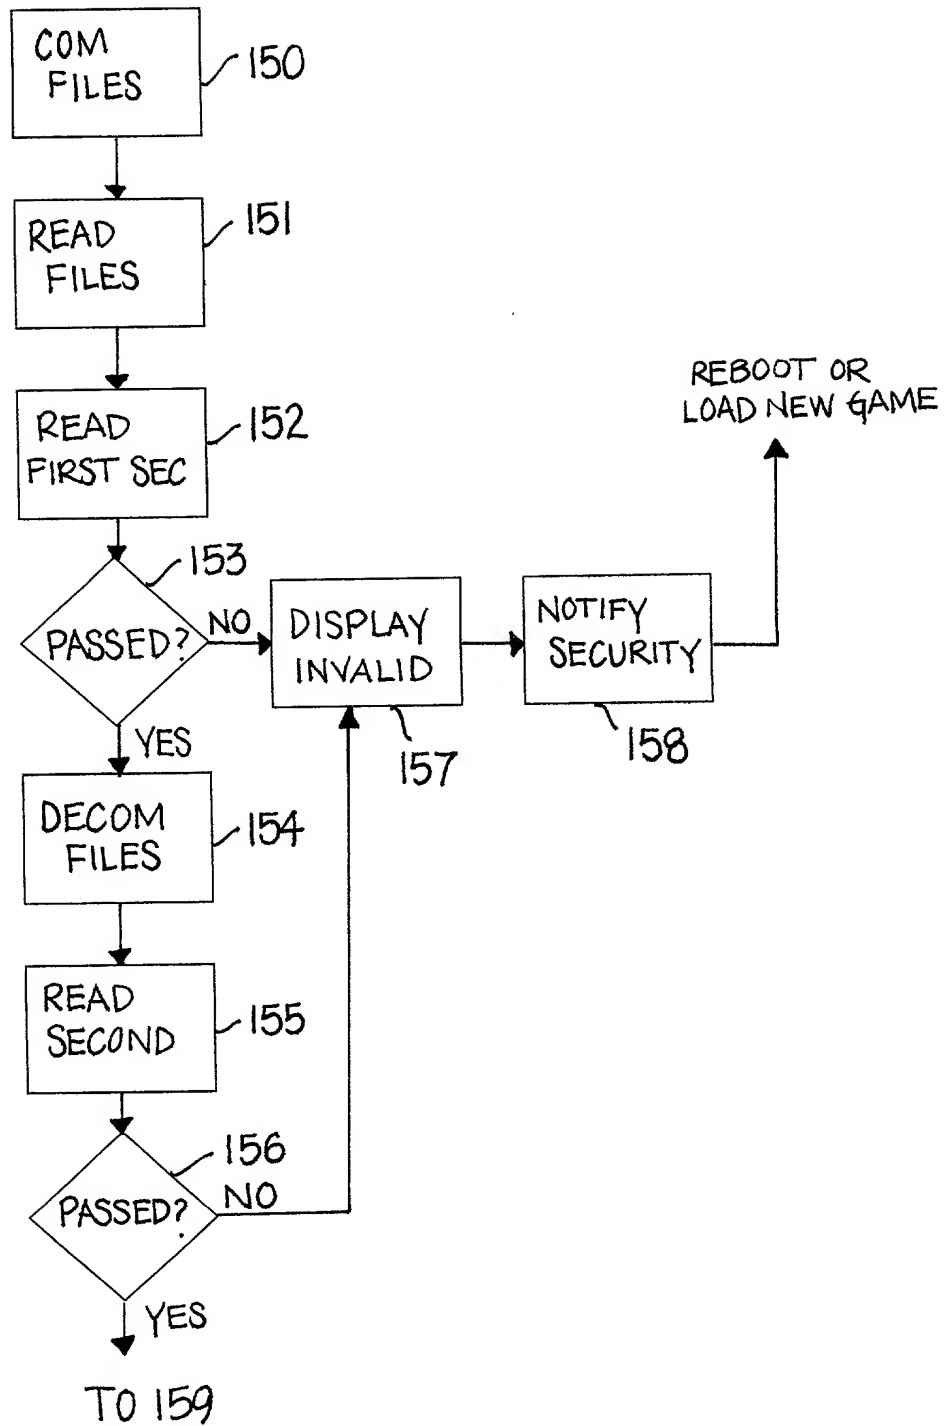 COM
FILES
150
READ
FILES
151
READ
FIRST SEC
152
153
PASSED?
NO
YES
DISPLAY
INVALID
157
NOTIFY
SECURITY
158
REBOOT OR
LOAD NEW GAME
DECOM
FILES
154
READ
SECOND
155
156
PASSED?
NO
YES
TO 159